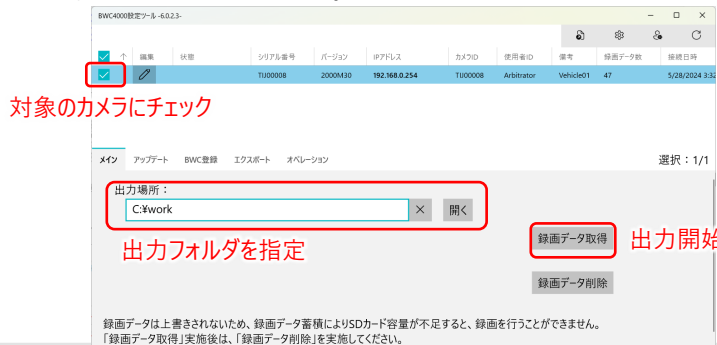 BWC4000設定ツール -6.0.2.3-
編集 状態 シリアル番号 バージョン IPアドレス カメラID 使用者ID 備考 録画データ数 接続日時
TIJ00008 2000M30 192.168.0.254 TIJ00008 Arbitrator Vehicle01 47 5/28/2024 3:32
対象のカメラにチェック
メイン アップデート BWC登録 エクスポート オペレーション 選択：1/1
出力場所：
C:¥work × 開く
出力フォルダを指定
録画データ取得 出力開始
録画データ削除
録画データは上書きされないため、録画データ蓄積によりSDカード容量が不足すると、録画を行うことができません。
「録画データ取得」実施後は、「録画データ削除」を実施してください。